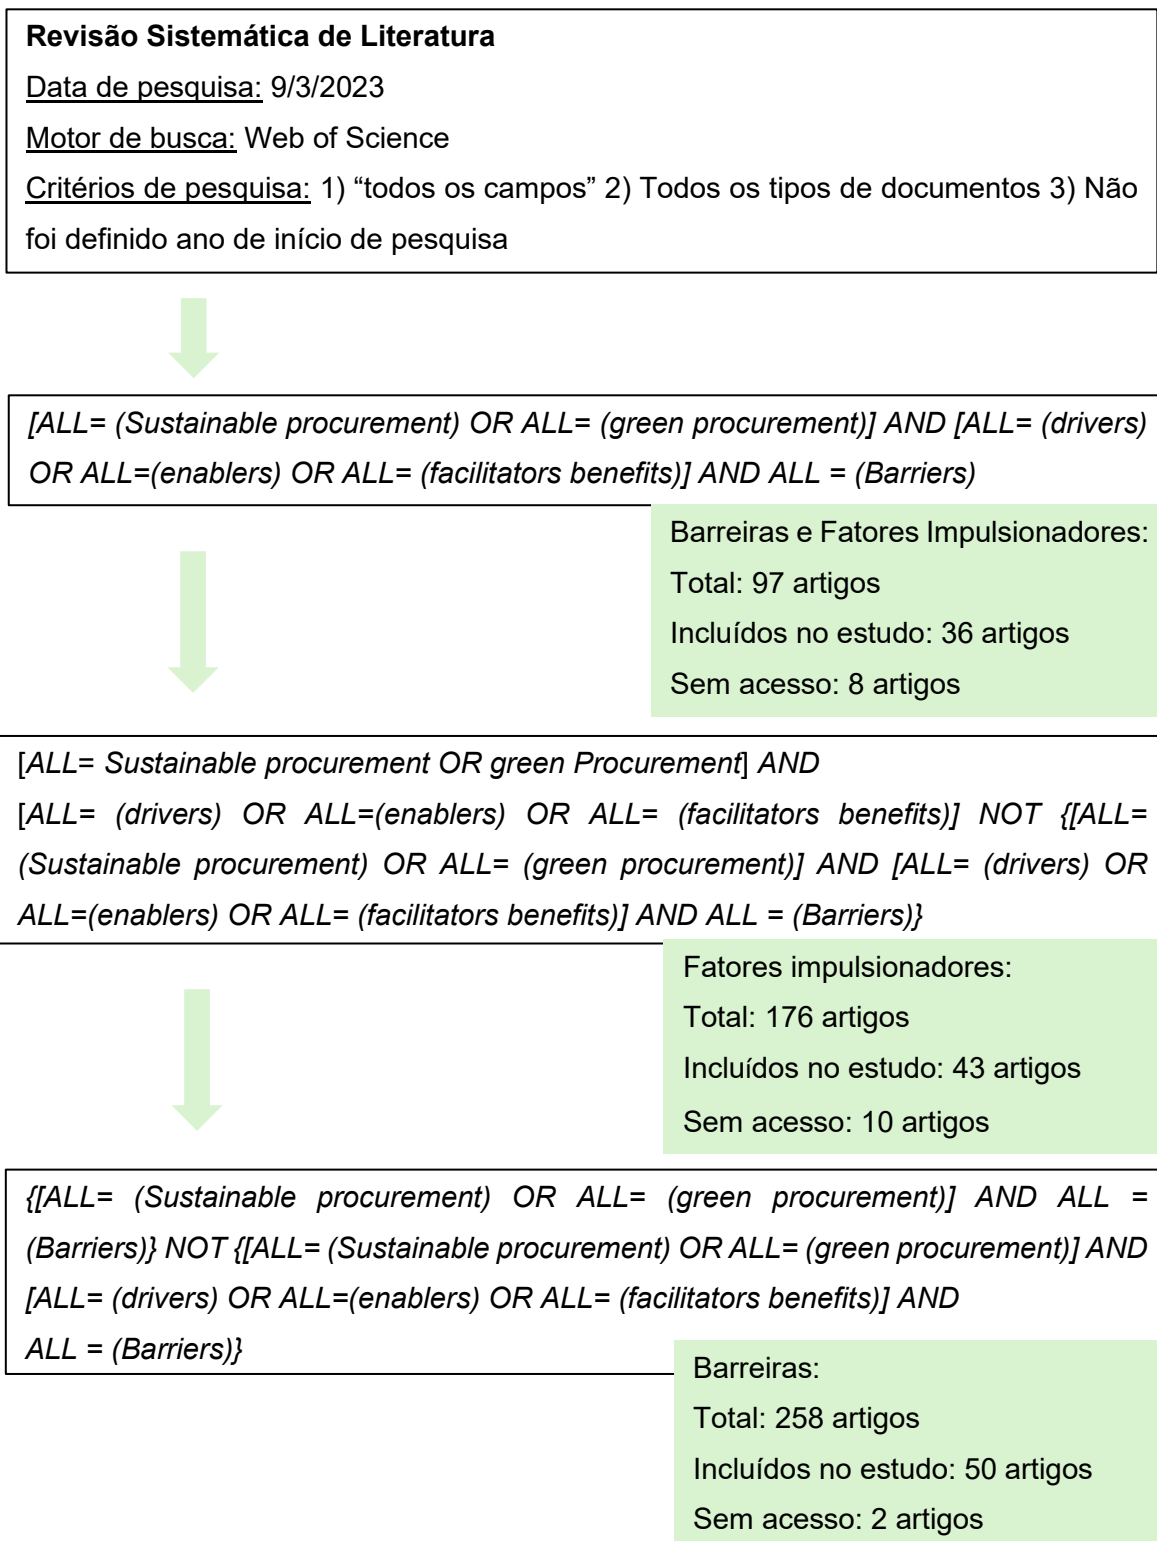 Revisão Sistemática de Literatura
Data de pesquisa: 9/3/2023
Motor de busca: Web of Science
Critérios de pesquisa: 1) “todos os campos” 2) Todos os tipos de documentos 3) Não
foi definido ano de início de pesquisa
[ALL= (Sustainable procurement) OR ALL= (green procurement)] AND [ALL= (drivers)
OR ALL=(enablers) OR ALL= (facilitators benefits)] AND ALL = (Barriers)
Barreiras e Fatores Impulsionadores:
Total: 97 artigos
Incluídos no estudo: 36 artigos
Sem acesso: 8 artigos
[ALL= Sustainable procurement OR green Procurement] AND
[ALL= (drivers) OR ALL=(enablers) OR ALL= (facilitators benefits)] NOT {[ALL=
(Sustainable procurement) OR ALL= (green procurement)] AND [ALL= (drivers) OR
ALL=(enablers) OR ALL= (facilitators benefits)] AND ALL = (Barriers)}
Fatores impulsionadores:
Total: 176 artigos
Incluídos no estudo: 43 artigos
Sem acesso: 10 artigos
{[ALL= (Sustainable procurement) OR ALL= (green procurement)] AND ALL =
(Barriers)} NOT {[ALL= (Sustainable procurement) OR ALL= (green procurement)] AND
[ALL= (drivers) OR ALL=(enablers) OR ALL= (facilitators benefits)] AND
ALL = (Barriers)}
Barreiras:
Total: 258 artigos
Incluídos no estudo: 50 artigos
Sem acesso: 2 artigos